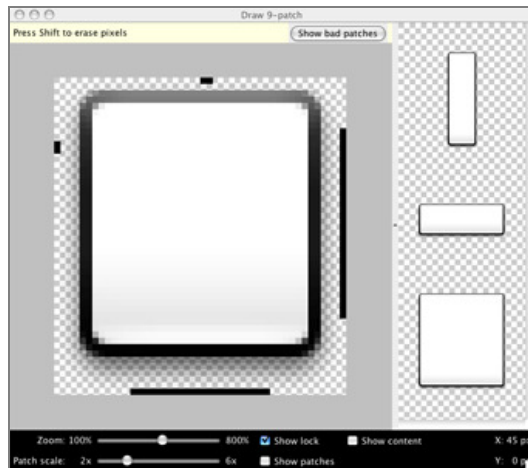 Draw 9-patch
Press Shift to erase pixels
Show bad patches
Zoom: 100% 800% Show lock Show content X: 45 px
Patch scale: 2x 6x Show patches Y: 0 p